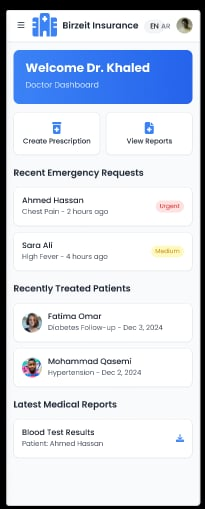 Birzeit Insurance
EN AR
Welcome Dr. Khaled
Doctor Dashboard
Create Prescription
View Reports
Recent Emergency Requests
Ahmed Hassan
Urgent
Chest Pain - 2 hours ago
Sara Ali
Medium
High Fever - 4 hours ago
Recently Treated Patients
Fatima Omar
Diabetes Follow-up - Dec 3, 2024
Mohammad Qasemi
Hypertension - Dec 2, 2024
Latest Medical Reports
Blood Test Results
Patient: Ahmed Hassan